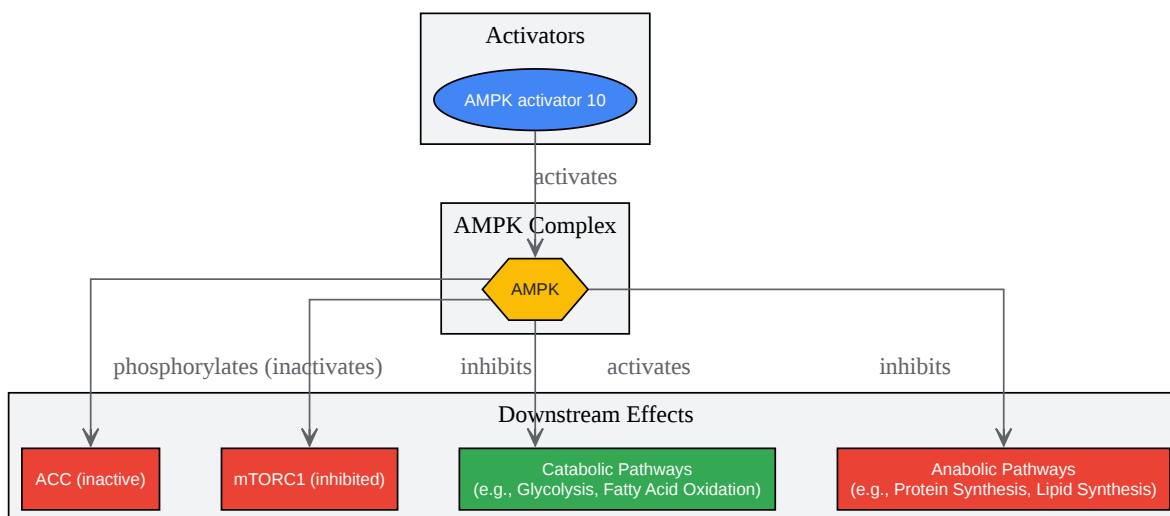 Activators
AMPK activator 10
activates
AMPK Complex
AMPK
phosphorylates (inactivates)
inhibits
activates
inhibits
Downstream Effects
ACC (inactive)
mTORC1 (inhibited)
Catabolic Pathways
(e.g., Glycolysis, Fatty Acid Oxidation)
Anabolic Pathways
(e.g., Protein Synthesis, Lipid Synthesis)